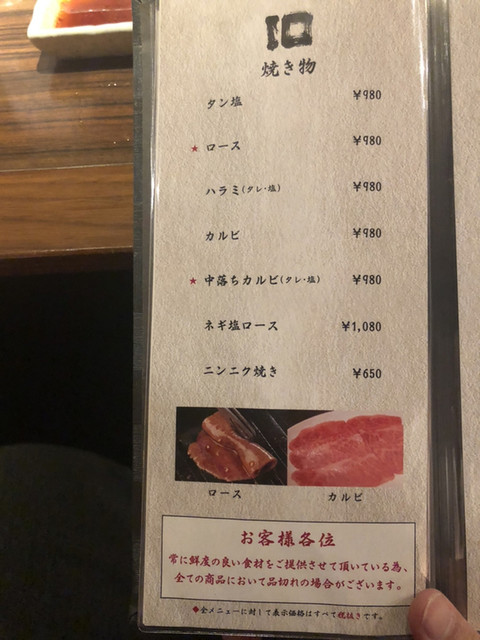 焼き物
タン塩 ¥980
★ロース ¥980
ハラミ(タレ・塩) ¥980
カルビ ¥980
★中落ちカルビ(タレ・塩) ¥980
ネギ塩ロース ¥1,080
ニンニク焼き ¥650
ロース カルビ
お客様各位
常に鮮度の良い食材をご提供させて頂いている為、
全ての商品において品切れの場合がございます。
◆全メニューに対して表示価格はすべて税抜きです。